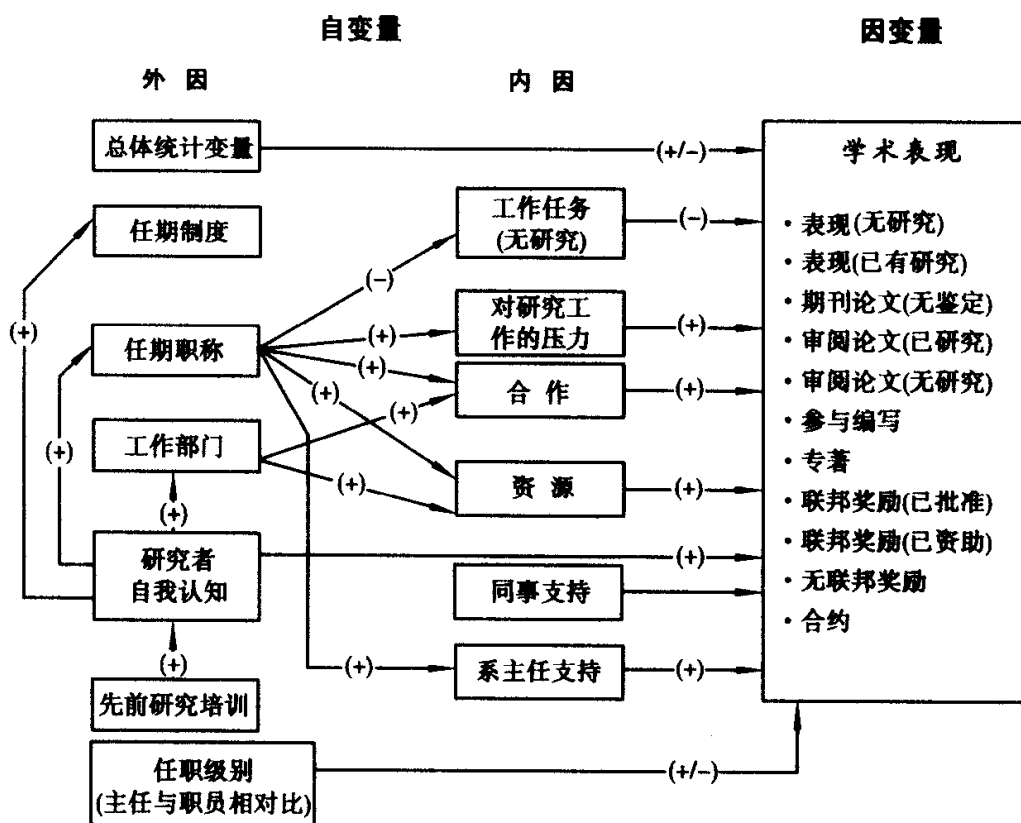 自变量
因变量
外 因
内 因
总体统计变量
(+/−)
学术表现
任期制度
工作任务
(无研究)
(−)
・表现(无研究)
・表现(已有研究)
・期刊论文(无鉴定)
・审阅论文(已研究)
・审阅论文(无研究)
・参与编写
・专著
・联邦奖励(已批准)
・联邦奖励(已资助)
・无联邦奖励
・合约
(−)
(+)
任期职称
(+)
对研究工
作的压力
(+)
(+)
合 作
(+)
(+)
(+)
(+)
工作部门
(+)
资 源
(+)
(+)
研究者
自我认知
(+)
同事支持
(+)
(+)
系主任支持
(+)
先前研究培训
任职级别
(主任与职员相对比)
(+/−)